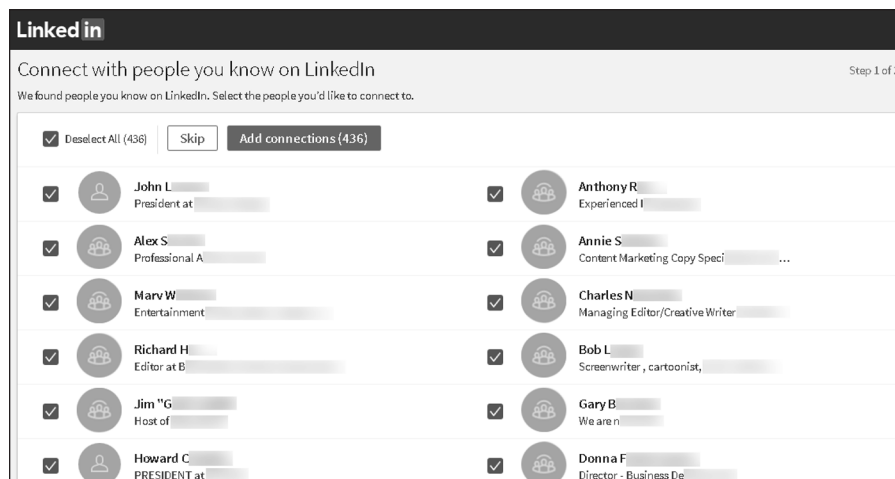 Linked in
Connect with people you know on LinkedIn
Step 1 of
We found people you know on LinkedIn. Select the people you'd like to connect to.
Deselect All (436)
Skip
Add connections (436)
John L
President at
Anthony R
Experienced
Alex S
Professional A
Annie S
Content Marketing Copy Speci ...
Mary W
Entertainment
Charles N
Managing Editor/Creative Writer
Richard H
Editor at B
Bob L
Screenwriter , cartoonist,
Jim "G
Host of
Gary B
We are n
Howard C
PRESIDENT at
Donna F
Director - Business De